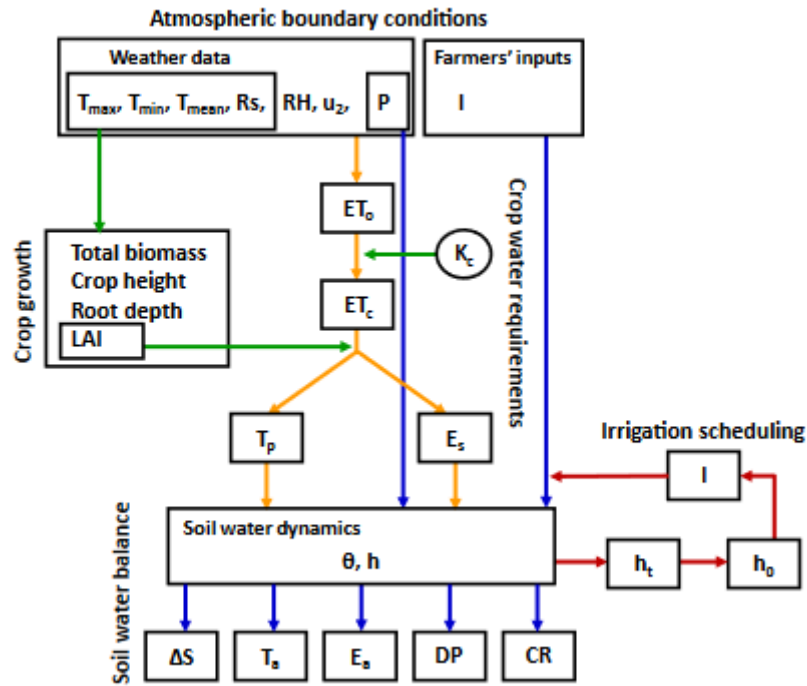 Atmospheric boundary conditions
Weather data
Farmers' inputs
Tmax, Tmin, Tmean, Rs, RH, u2, P
I
Crop water requirements
ETo
Kc
ETc
Crop growth
Total biomass
Crop height
Root depth
LAI
Tp
Es
Irrigation scheduling
I
Soil water balance
Soil water dynamics
θ, h
ht
h0
ΔS
Ta
Ea
DP
CR